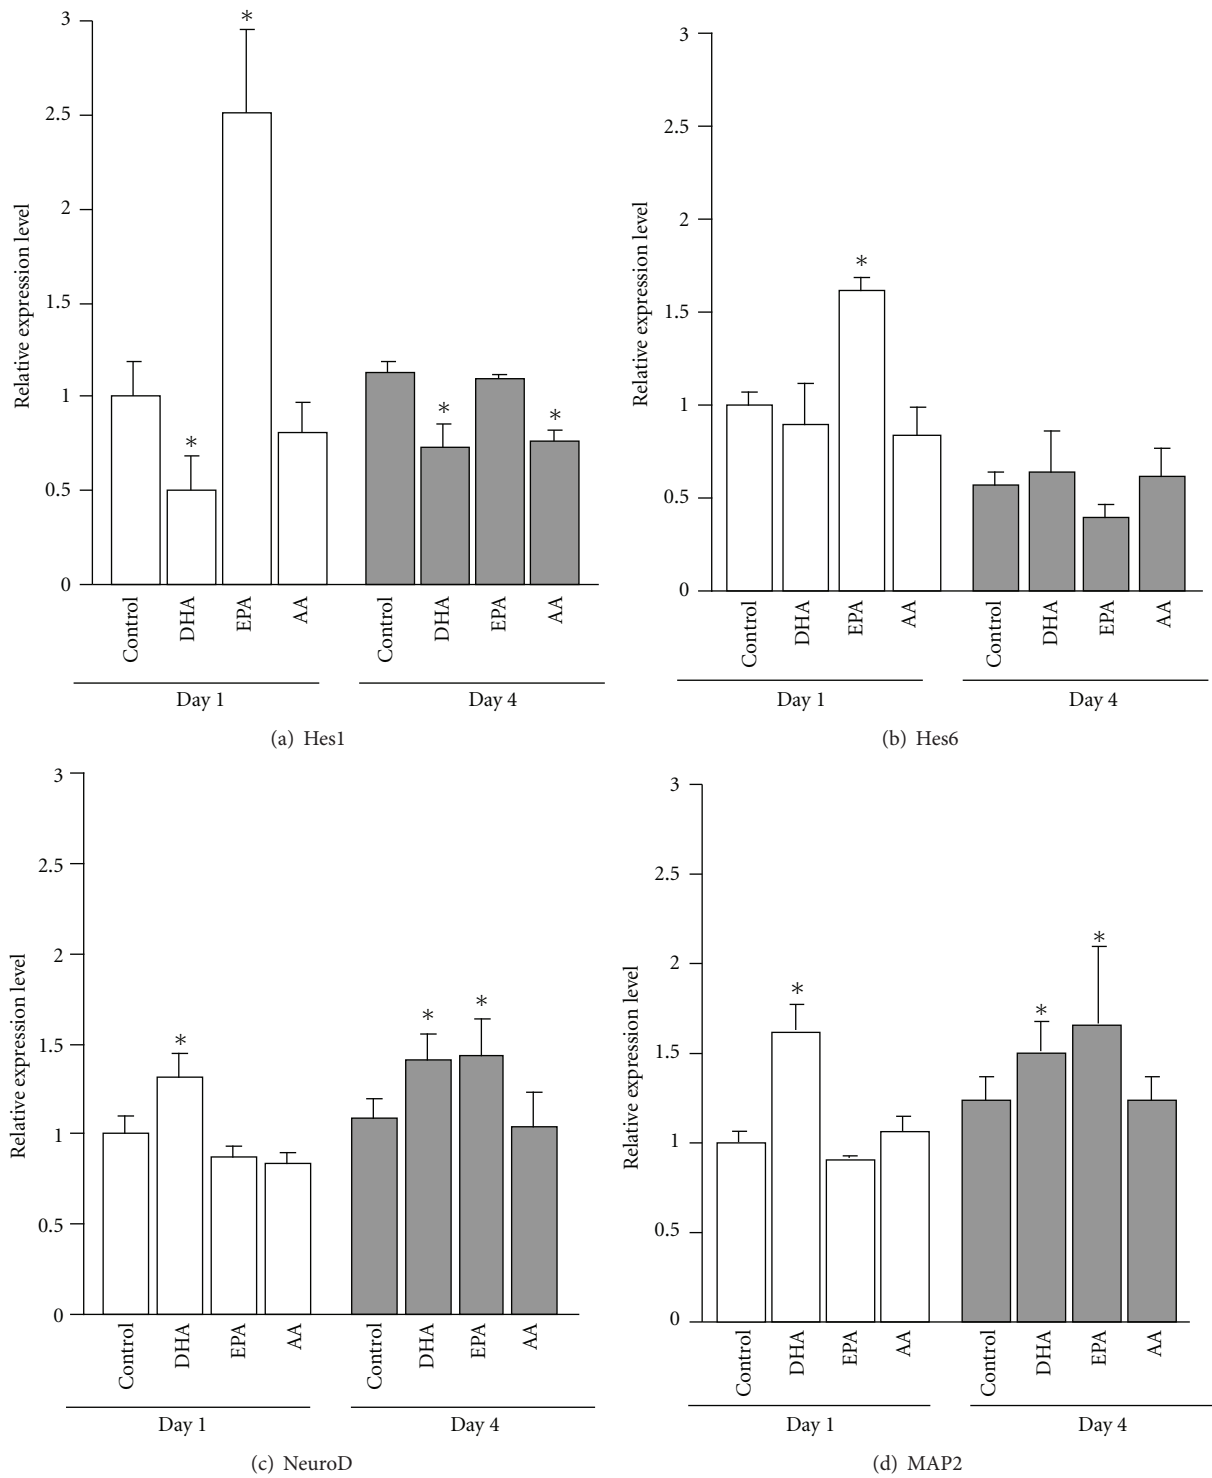 3
2.5
2
1.5
1
0.5
0
Relative expression level
*
*
*
*
Control
DHA
EPA
AA
Control
DHA
EPA
AA
Day 1
Day 4
(a) Hes1
3
2.5
2
1.5
1
0.5
0
Relative expression level
*
Control
DHA
EPA
AA
Control
DHA
EPA
AA
Day 1
Day 4
(b) Hes6
3
2.5
2
1.5
1
0.5
0
Relative expression level
*
*
*
Control
DHA
EPA
AA
Control
DHA
EPA
AA
Day 1
Day 4
(c) NeuroD
3
2.5
2
1.5
1
0.5
0
Relative expression level
*
*
*
Control
DHA
EPA
AA
Control
DHA
EPA
AA
Day 1
Day 4
(d) MAP2